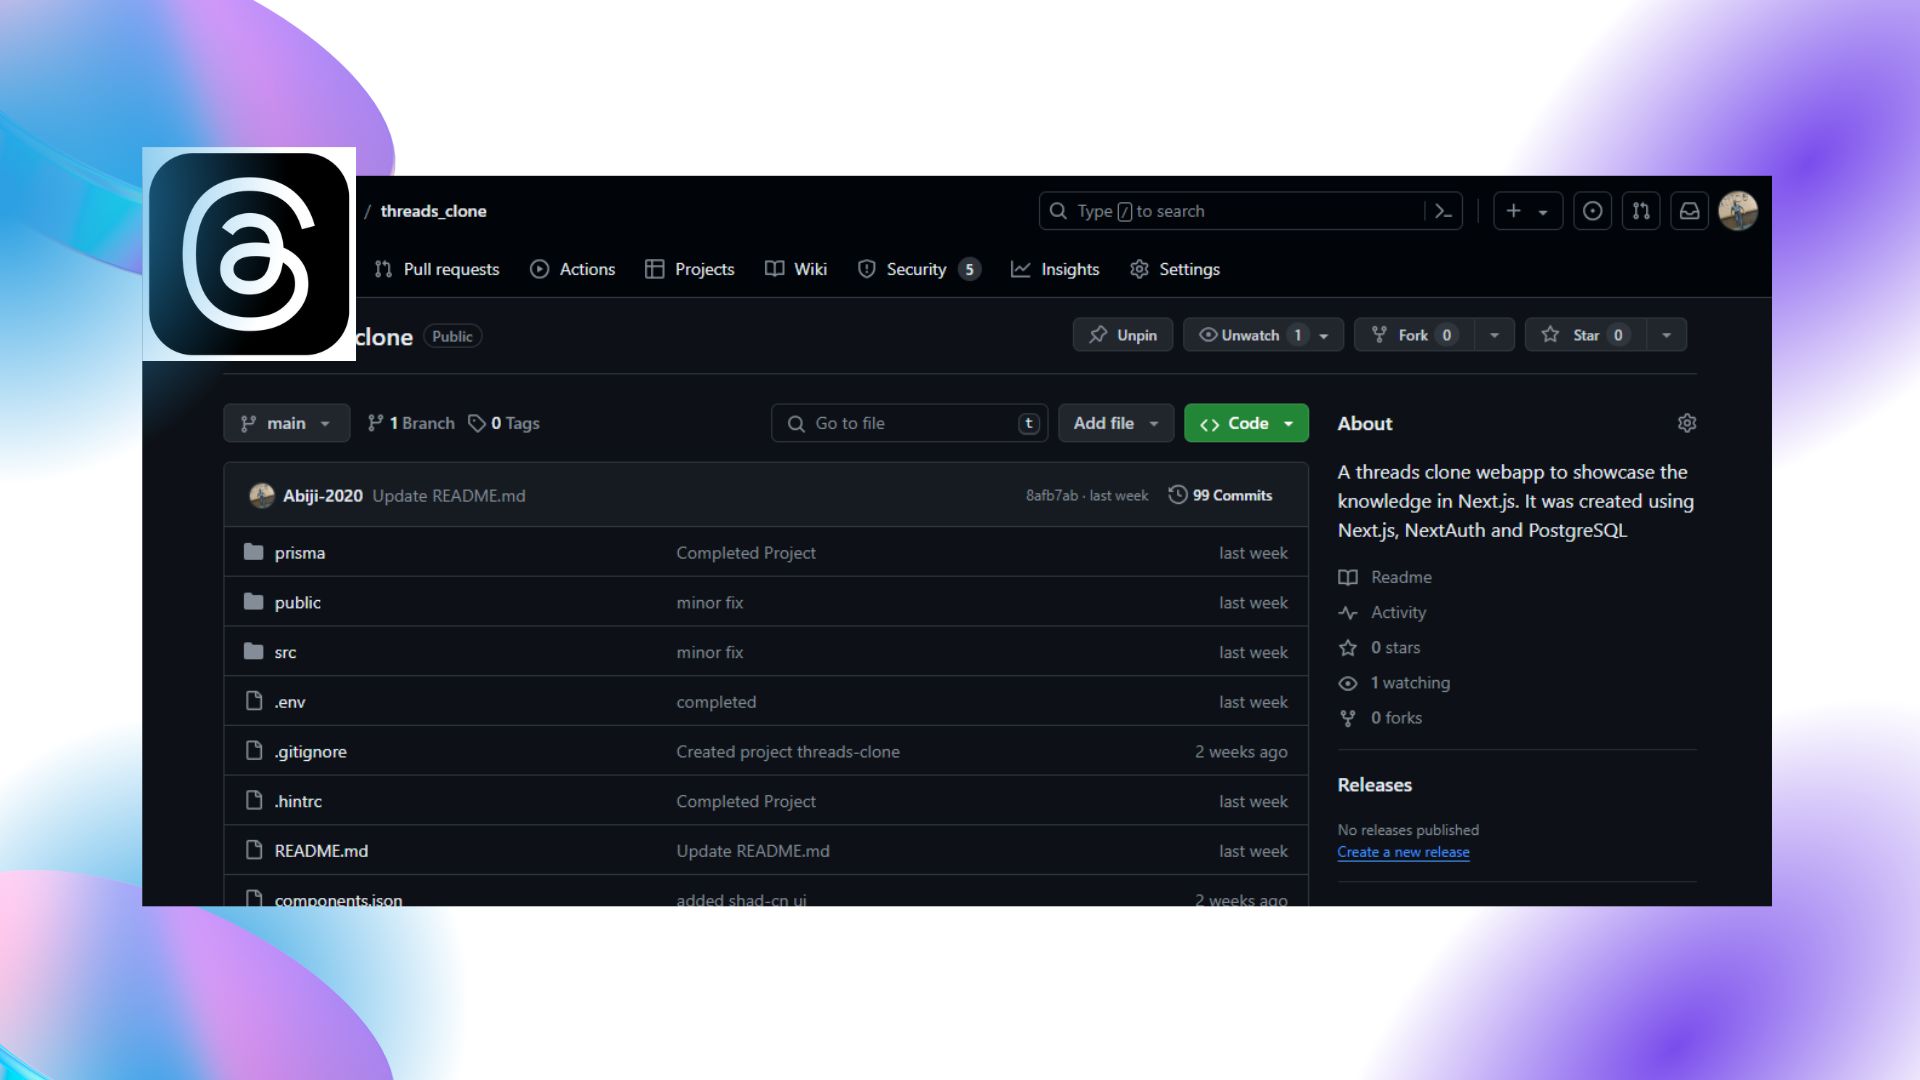 / threads_clone
Type / to search
Pull requests
Actions
Projects
Wiki
Security 5
Insights
Settings
clone Public
Unpin
Unwatch 1
Fork 0
Star 0
main
1 Branch
0 Tags
Go to file t
Add file
<> Code
About
A threads clone webapp to showcase the
knowledge in Next.js. It was created using
Next.js, NextAuth and PostgreSQL
Abiji-2020 Update README.md 8afb7ab · last week 99 Commits
prisma Completed Project last week
public minor fix last week
src minor fix last week
.env completed last week
.gitignore Created project threads-clone 2 weeks ago
.hintrc Completed Project last week
README.md Update README.md last week
components.json added shad-cn ui 2 weeks ago
Readme
Activity
0 stars
1 watching
0 forks
Releases
No releases published
Create a new release